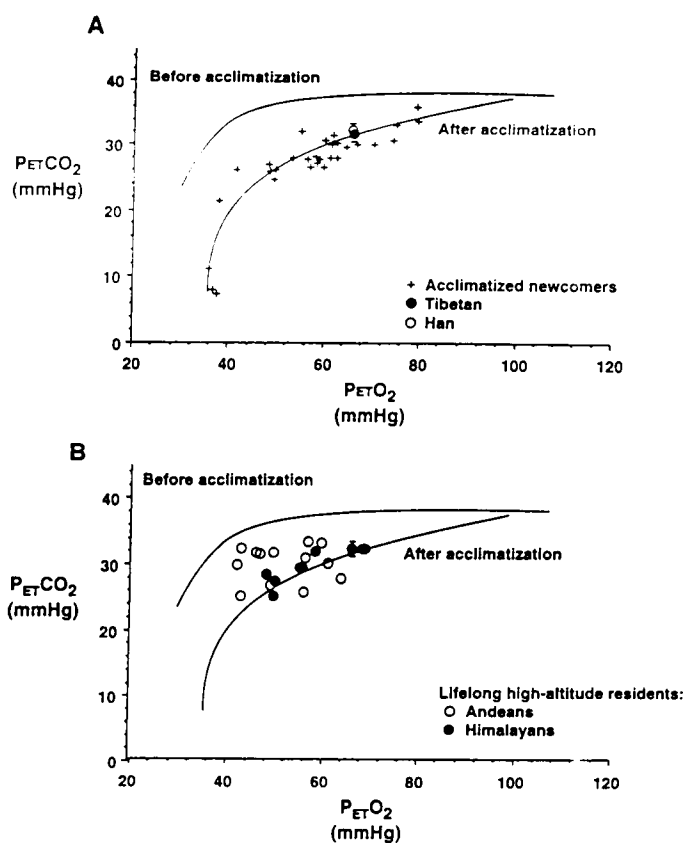 A
40
Before acclimatization
30
After acclimatization
PETCO2
(mmHg)
20
10
+ Acclimatized newcomers
● Tibetan
○ Han
0
20 40 60 80 100 120
PETO2
(mmHg)
B
Before acclimatization
40
30
After acclimatization
PETCO2
(mmHg)
20
10
Lifelong high-altitude residents:
○ Andeans
● Himalayans
0
20 40 60 80 100 120
PETO2
(mmHg)